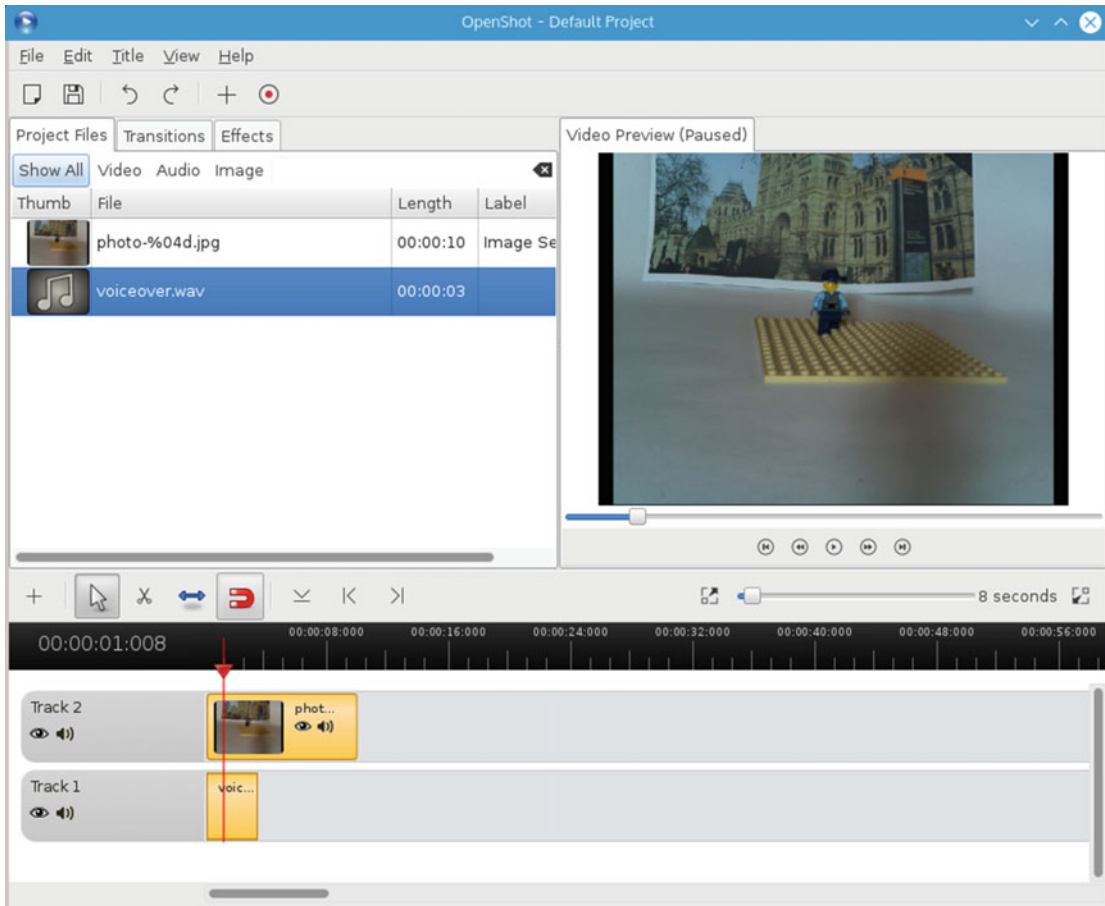 OpenShot - Default Project
File Edit Title View Help
Project Files Transitions Effects
Video Preview (Paused)
Show All Video Audio Image
Thumb File Length Label
photo-%04d.jpg 00:00:10 Image Se
voiceover.wav 00:00:03
8 seconds
00:00:01:008
00:00:08:000 00:00:16:000 00:00:24:000 00:00:32:000 00:00:40:000 00:00:48:000 00:00:56:000
Track 2
phot...
Track 1
voic...